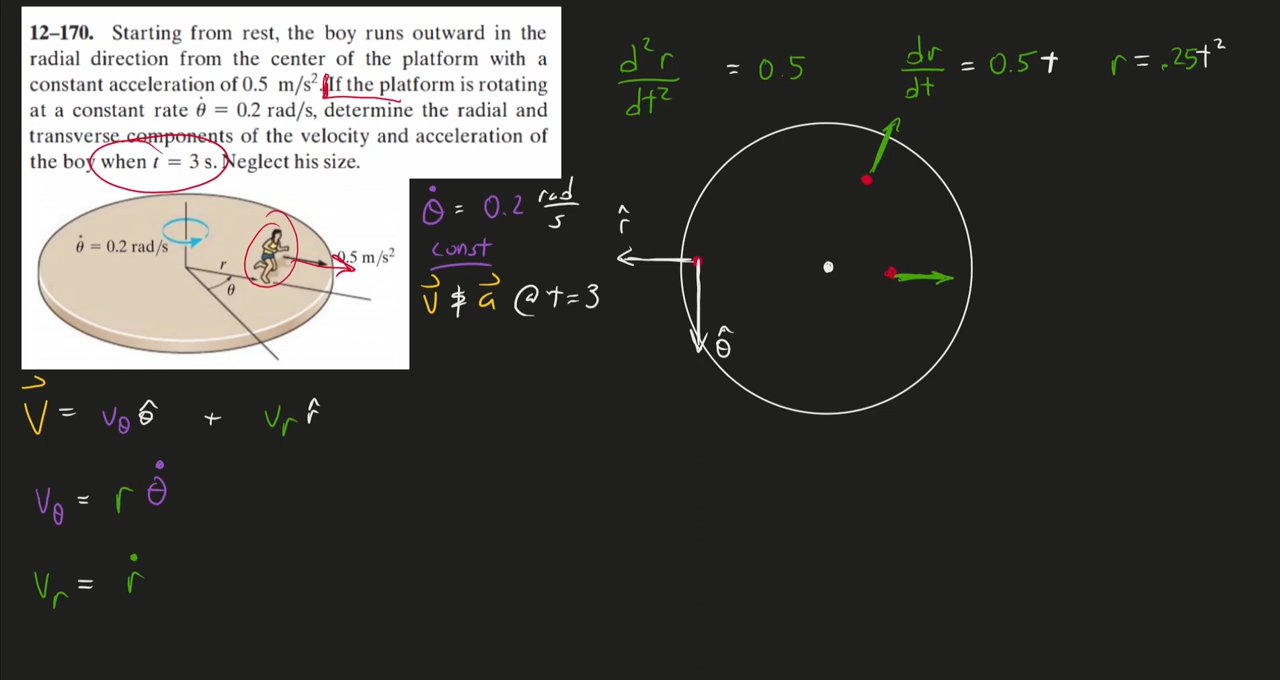 12–170. Starting from rest, the boy runs outward in the
radial direction from the center of the platform with a
constant acceleration of 0.5 m/s². If the platform is rotating
at a constant rate θ̇ = 0.2 rad/s, determine the radial and
transverse components of the velocity and acceleration of
the boy when t = 3 s. Neglect his size.
d²r/dt² = 0.5
dr/dt = 0.5t
r = .25t²
θ̇ = 0.2 rad/s
r
θ
0.5 m/s²
θ̇ = 0.2 rad/s
const
v⃗ & a⃗ @ t=3
r̂
θ̂
V⃗ = vθ θ̂ + vr r̂
Vθ = r θ̇
Vr = ṙ